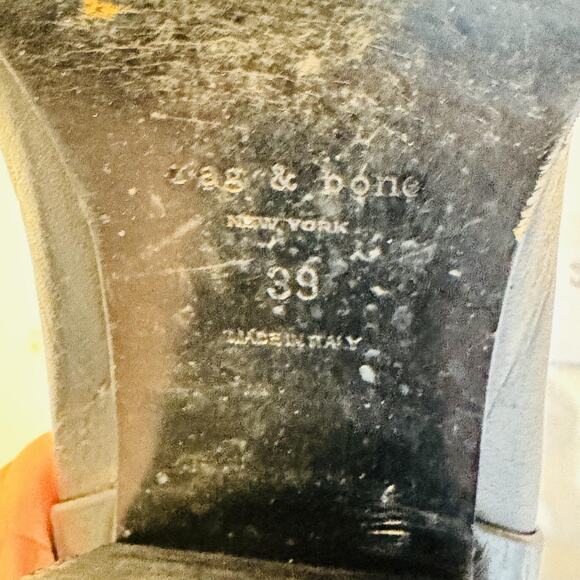 rag & bone
NEW YORK
39
MADE IN ITALY